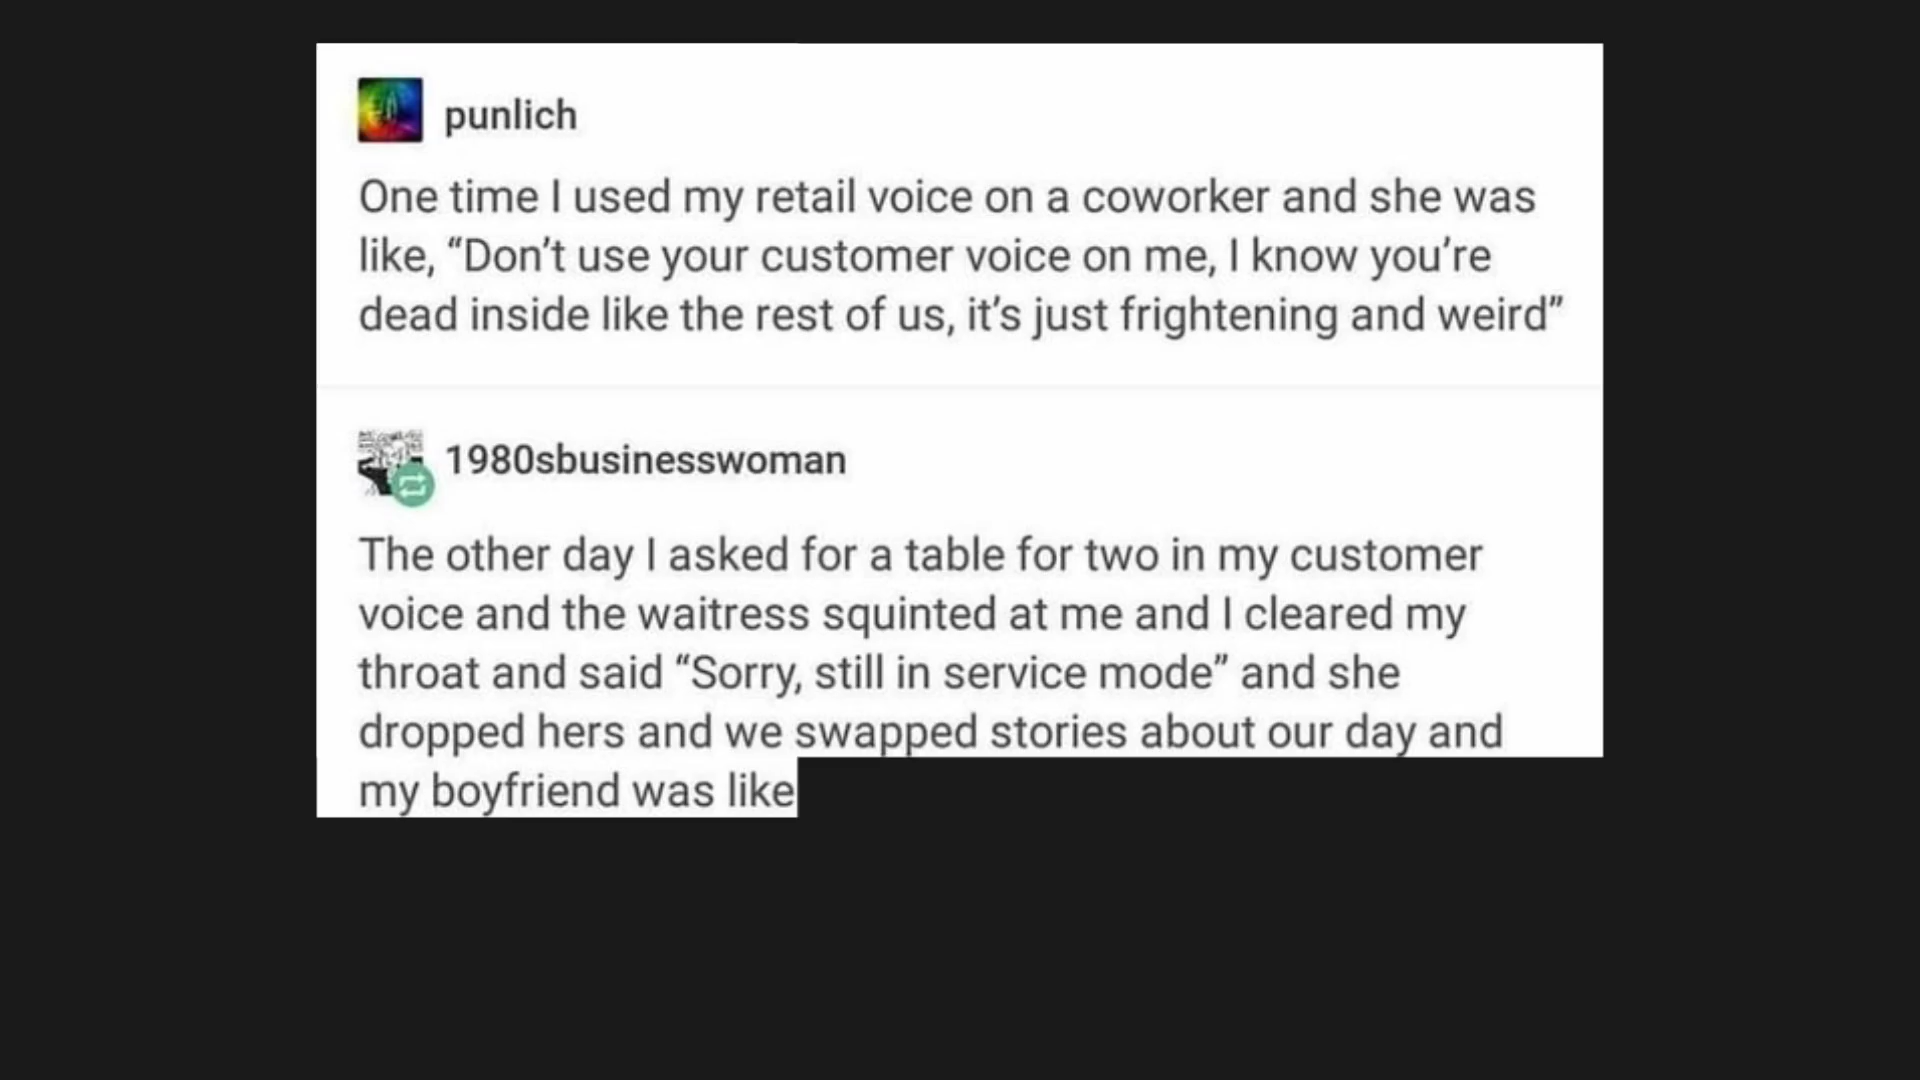 punlich
One time I used my retail voice on a coworker and she was
like, “Don’t use your customer voice on me, I know you’re
dead inside like the rest of us, it’s just frightening and weird”
1980sbusinesswoman
The other day I asked for a table for two in my customer
voice and the waitress squinted at me and I cleared my
throat and said “Sorry, still in service mode” and she
dropped hers and we swapped stories about our day and
my boyfriend was like